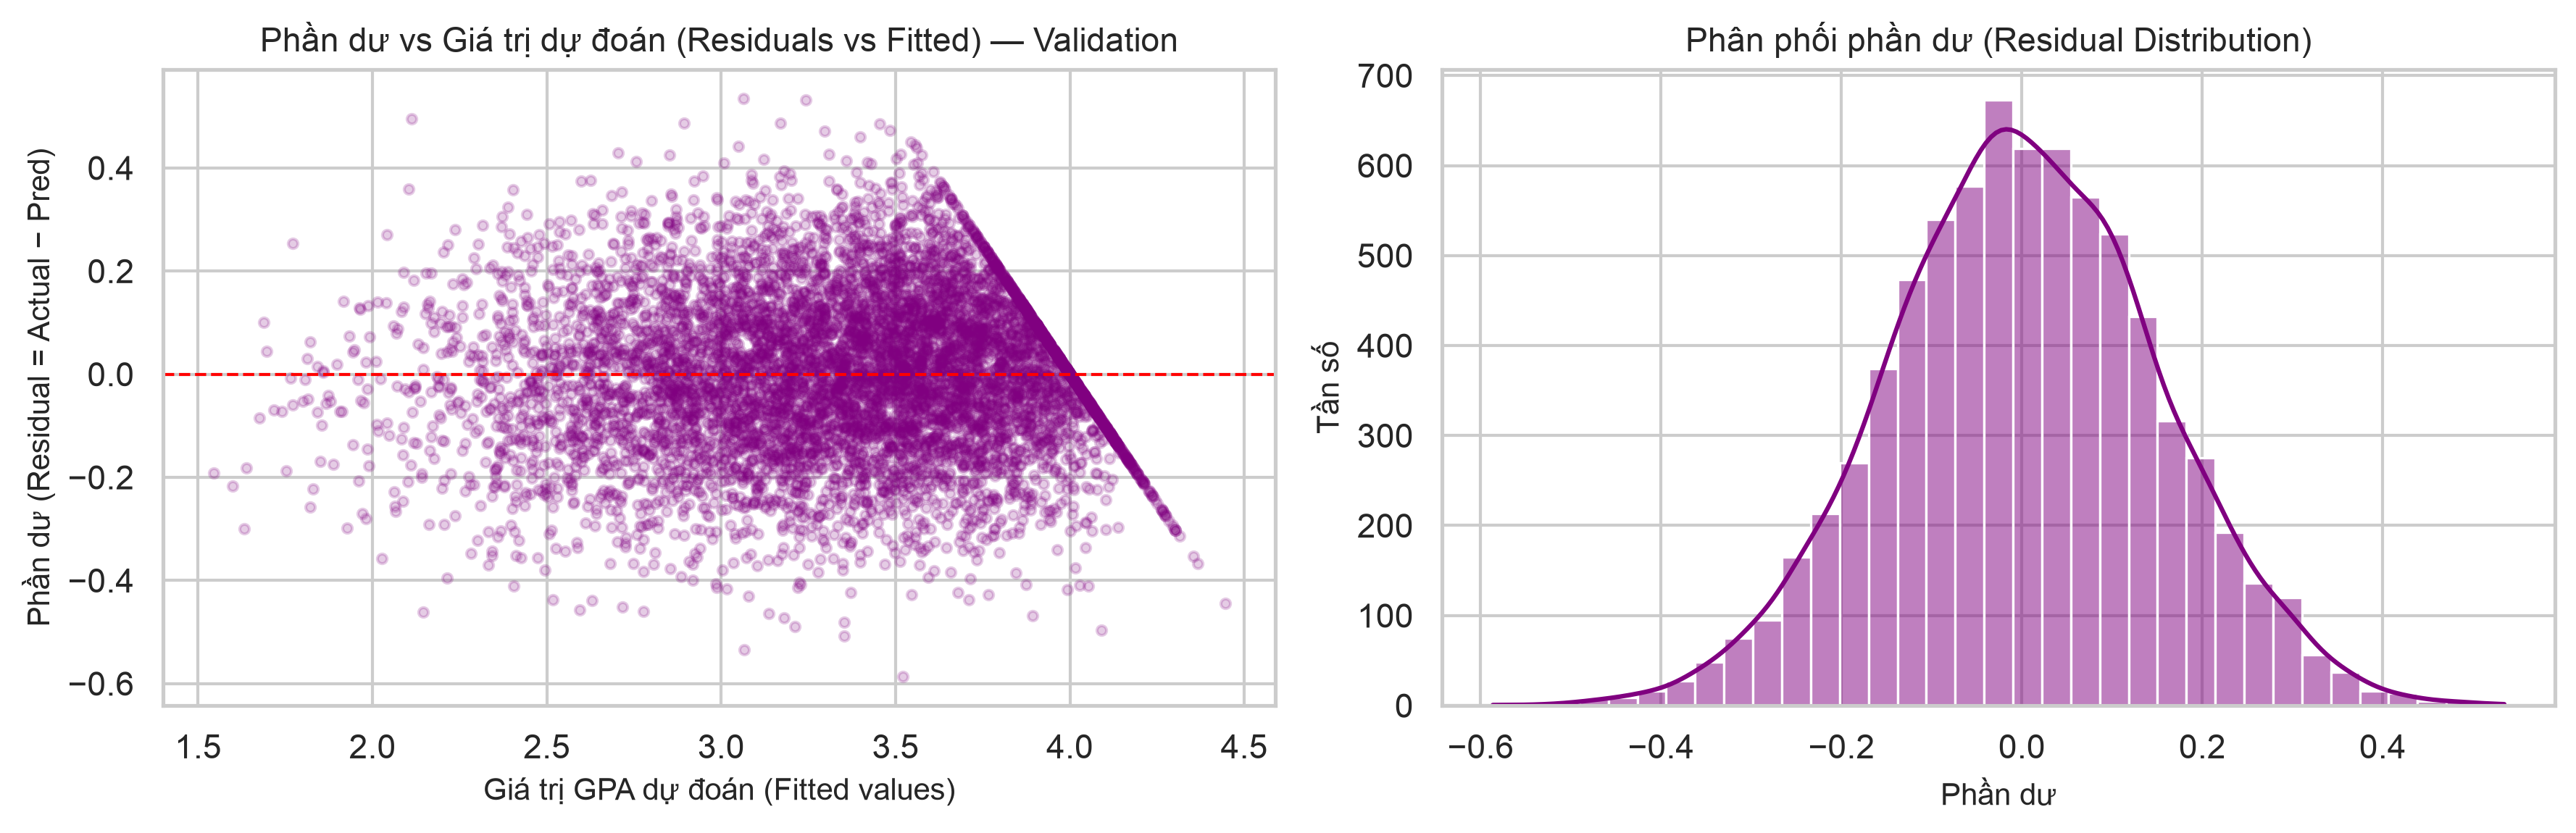 Phần dư vs Giá trị dự đoán (Residuals vs Fitted) — Validation
Phần dư (Residual = Actual − Pred)
0.4
0.2
0.0
−0.2
−0.4
−0.6
1.5 2.0 2.5 3.0 3.5 4.0 4.5
Giá trị GPA dự đoán (Fitted values)
Phân phối phần dư (Residual Distribution)
Tần số
700
600
500
400
300
200
100
0
−0.6 −0.4 −0.2 0.0 0.2 0.4
Phần dư